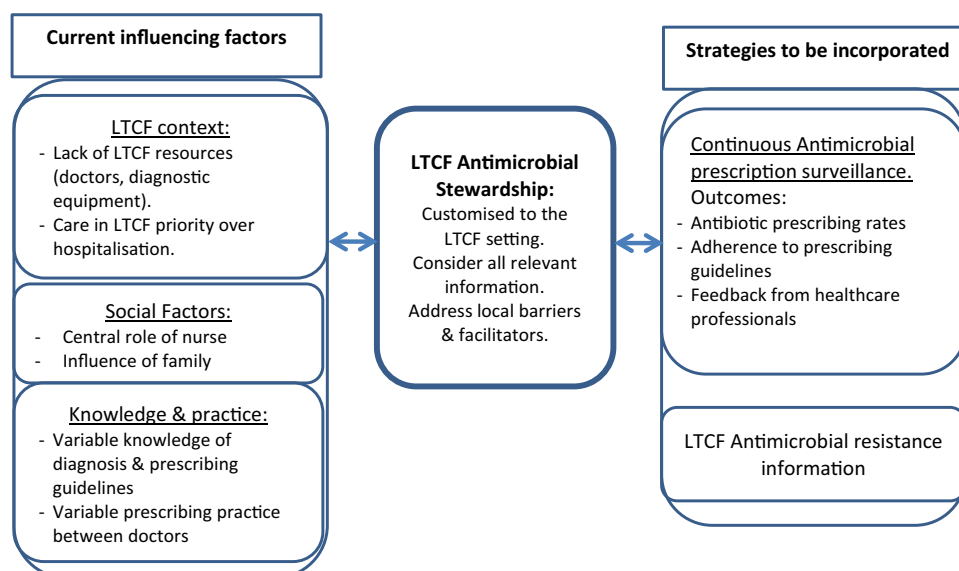 Current influencing factors
LTCF context:
- Lack of LTCF resources
(doctors, diagnostic
equipment).
- Care in LTCF priority over
hospitalisation.
Social Factors:
- Central role of nurse
- Influence of family
Knowledge & practice:
- Variable knowledge of
diagnosis & prescribing
guidelines
- Variable prescribing practice
between doctors
LTCF Antimicrobial
Stewardship:
Customised to the
LTCF setting.
Consider all relevant
information.
Address local barriers
& facilitators.
Strategies to be incorporated
Continuous Antimicrobial
prescription surveillance.
Outcomes:
- Antibiotic prescribing rates
- Adherence to prescribing
guidelines
- Feedback from healthcare
professionals
LTCF Antimicrobial resistance
information